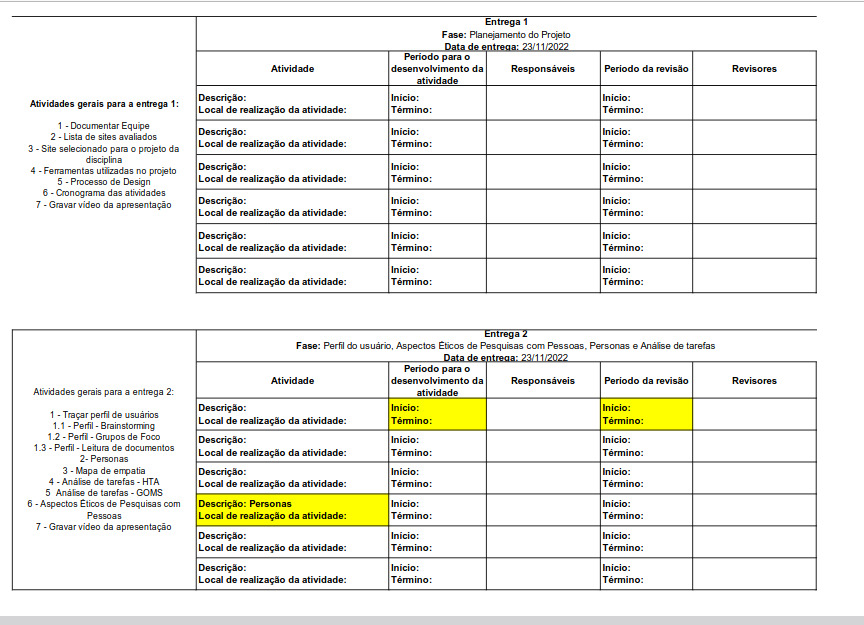 Entrega 1
Fase: Planejamento do Projeto
Data de entrega: 23/11/2022
Atividades gerais para a entrega 1:
1 - Documentar Equipe
2 - Lista de sites avaliados
3 - Site selecionado para o projeto da
disciplina
4 - Ferramentas utilizadas no projeto
5 - Processo de Design
6 - Cronograma das atividades
7 - Gravar vídeo da apresentação
Atividade
Período para o
desenvolvimento da
atividade
Responsáveis
Período da revisão
Revisores
Descrição:
Local de realização da atividade:
Início:
Término:
Início:
Término:
Descrição:
Local de realização da atividade:
Início:
Término:
Início:
Término:
Descrição:
Local de realização da atividade:
Início:
Término:
Início:
Término:
Descrição:
Local de realização da atividade:
Início:
Término:
Início:
Término:
Descrição:
Local de realização da atividade:
Início:
Término:
Início:
Término:
Descrição:
Local de realização da atividade:
Início:
Término:
Início:
Término:
Entrega 2
Fase: Perfil do usuário, Aspectos Éticos de Pesquisas com Pessoas, Personas e Análise de tarefas
Data de entrega: 23/11/2022
Atividades gerais para a entrega 2:
1 - Traçar perfil de usuários
1.1 - Perfil - Brainstorming
1.2 - Perfil - Grupos de Foco
1.3 - Perfil - Leitura de documentos
2- Personas
3 - Mapa de empatia
4 - Análise de tarefas - HTA
5 Análise de tarefas - GOMS
6 - Aspectos Éticos de Pesquisas com
Pessoas
7 - Gravar vídeo da apresentação
Atividade
Período para o
desenvolvimento da
atividade
Responsáveis
Período da revisão
Revisores
Descrição:
Local de realização da atividade:
Início:
Término:
Início:
Término:
Descrição:
Local de realização da atividade:
Início:
Término:
Início:
Término:
Descrição:
Local de realização da atividade:
Início:
Término:
Início:
Término:
Descrição: Personas
Local de realização da atividade:
Início:
Término:
Início:
Término:
Descrição:
Local de realização da atividade:
Início:
Término:
Início:
Término:
Descrição:
Local de realização da atividade:
Início:
Término:
Início:
Término: